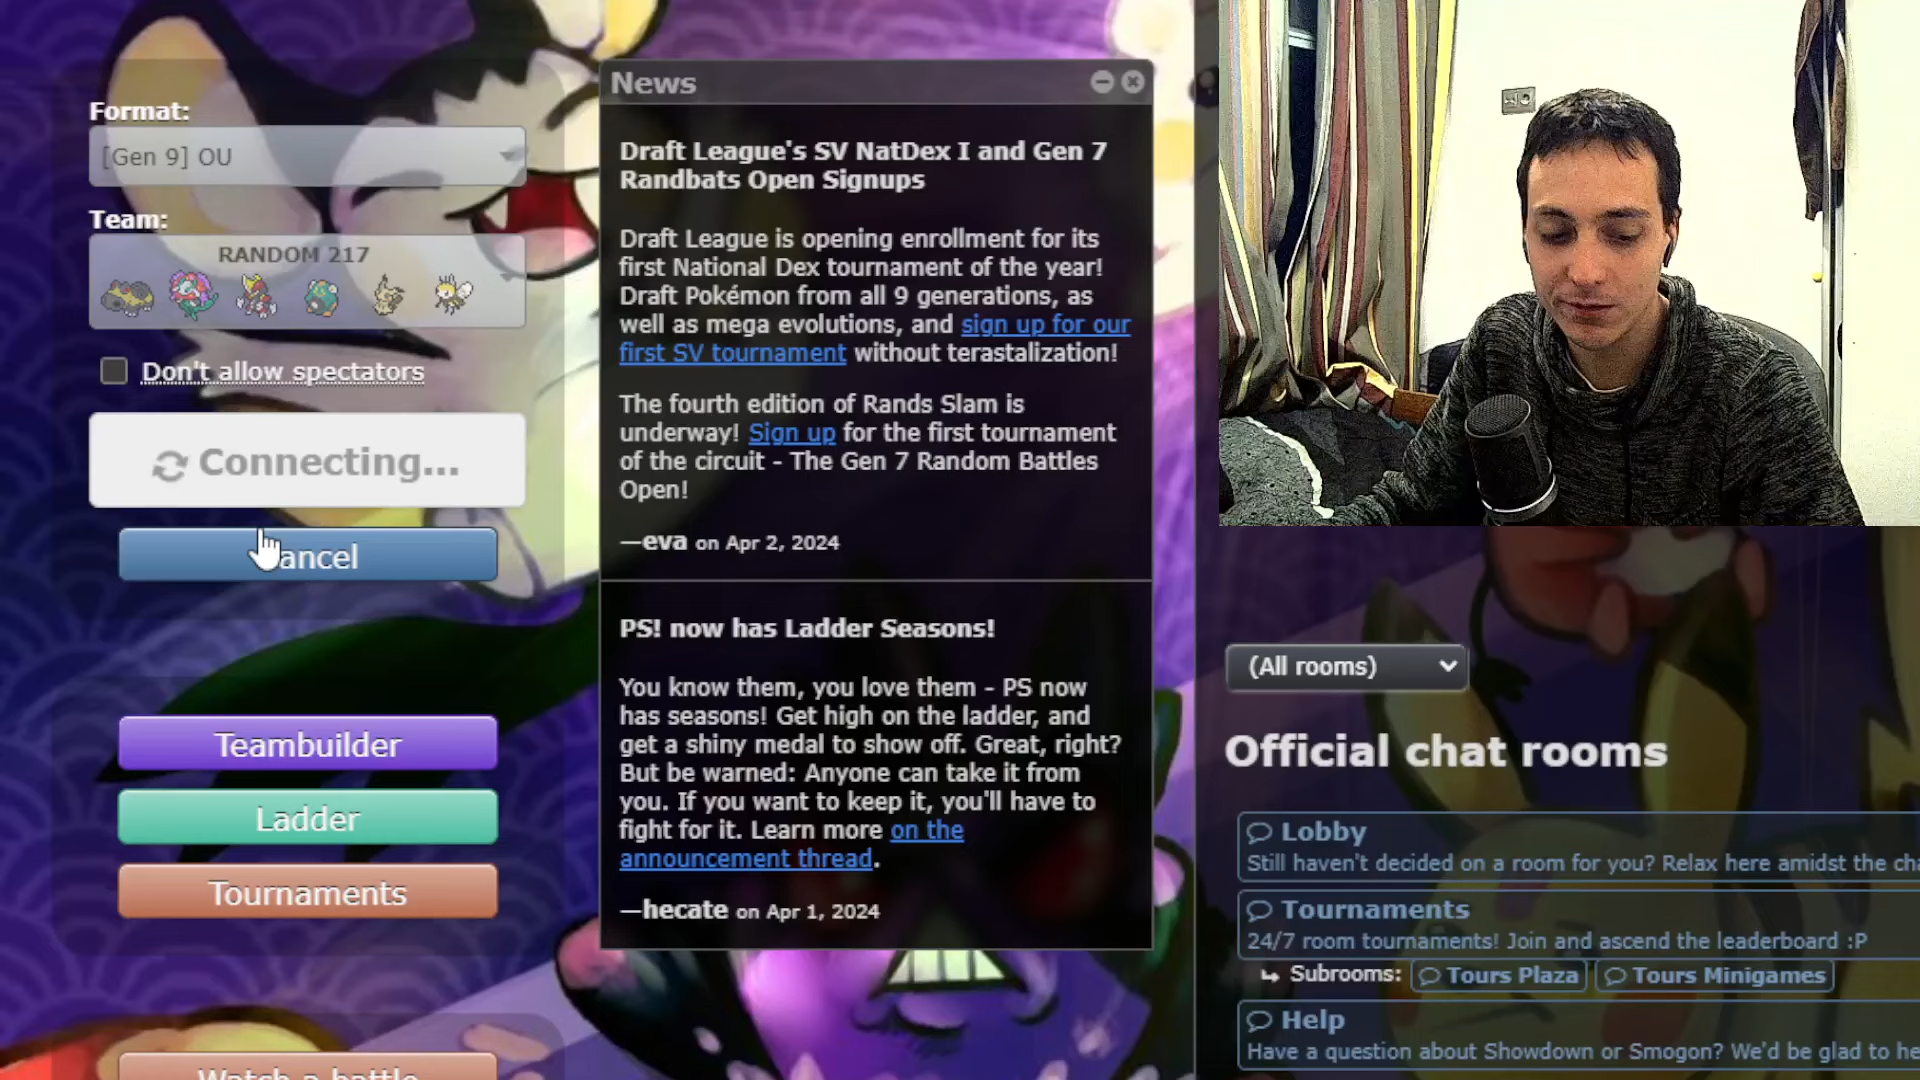 Format:
[Gen 9] OU
Team:
RANDOM 217
Don't allow spectators
Connecting...
Cancel
Teambuilder
Ladder
Tournaments
Watch a battle
News
Draft League's SV NatDex I and Gen 7
Randbats Open Signups
Draft League is opening enrollment for its
first National Dex tournament of the year!
Draft Pokémon from all 9 generations, as
well as mega evolutions, and sign up for our
first SV tournament without terastalization!
The fourth edition of Rands Slam is
underway! Sign up for the first tournament
of the circuit - The Gen 7 Random Battles
Open!
—eva on Apr 2, 2024
PS! now has Ladder Seasons!
You know them, you love them - PS now
has seasons! Get high on the ladder, and
get a shiny medal to show off. Great, right?
But be warned: Anyone can take it from
you. If you want to keep it, you'll have to
fight for it. Learn more on the
announcement thread.
—hecate on Apr 1, 2024
(All rooms)
Official chat rooms
Lobby
Still haven't decided on a room for you? Relax here amidst the cha
Tournaments
24/7 room tournaments! Join and ascend the leaderboard :P
Subrooms: Tours Plaza Tours Minigames
Help
Have a question about Showdown or Smogon? We'd be glad to he